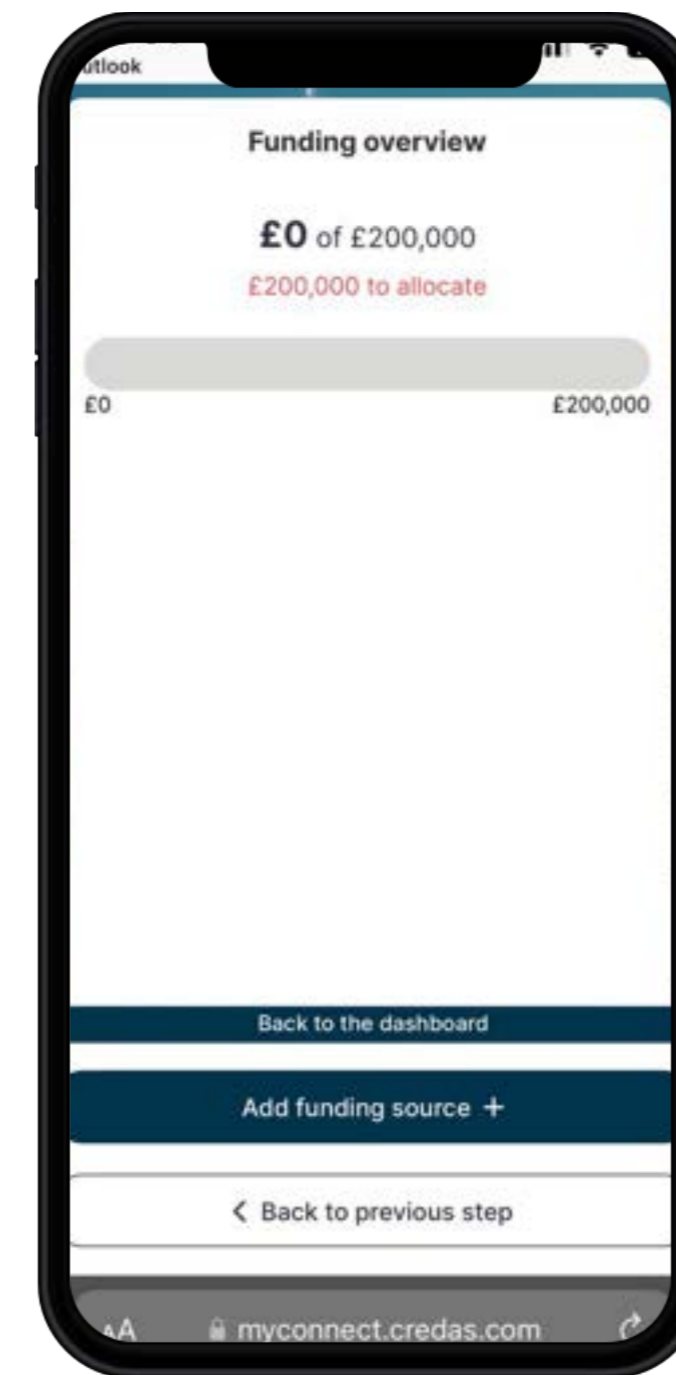 utlook
Funding overview
£0 of £200,000
£200,000 to allocate
£0 £200,000
Back to the dashboard
Add funding source +
< Back to previous step
AA myconnect.credas.com